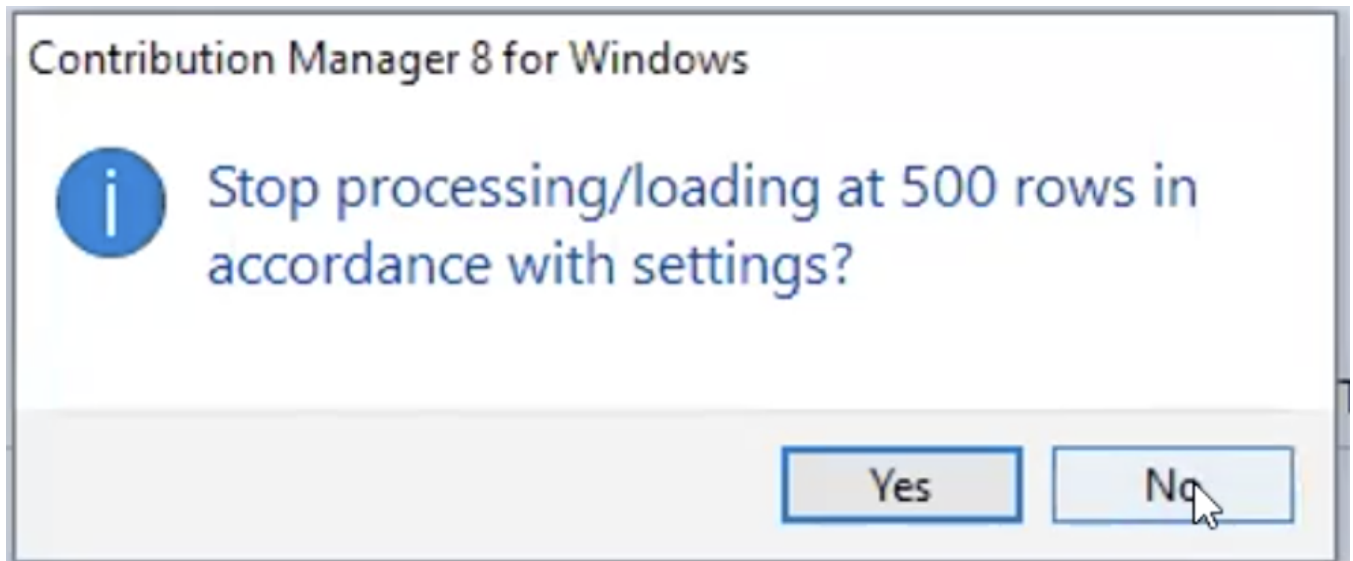 Contribution Manager 8 for Windows
Stop processing/loading at 500 rows in
accordance with settings?
Yes No